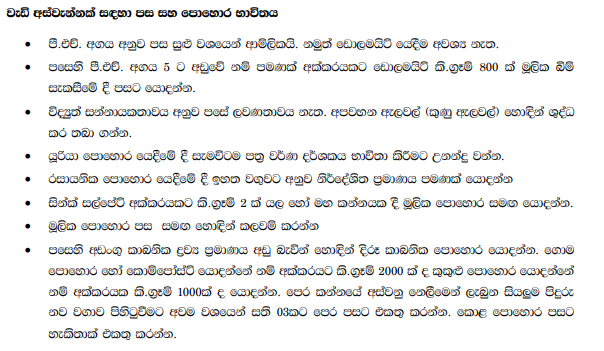 වැඩි අස්වැන්නක් සඳහා පස සහ පොහොර භාවිතය
• පී.එච්. අගය අනුව පස සුළු වශයෙන් ආම්ලිකයි. නමුත් ඩොලමයිට් යෙදීම අවශ්‍ය නැත.
• පසෙහි පී.එච්. අගය 5 ට අඩුවේ නම් පමණක් අක්කරයකට ඩොලමයිට් කි.ග්‍රෑම් 800 ක් මූලික බිම්
සැකසීමේ දී පසට යොදන්න.
• විද්‍යුත් සන්නායකතාවය අනුව පසේ ලවණතාවය නැත. අපවහන ඇලවල් (කුණු ඇලවල්) හොඳින් ශුද්ධ
කර තබා ගන්න.
• යූරියා පොහොර යෙදීමේ දී සැමවිටම පත්‍ර වර්ණ දර්ශකය භාවිතා කිරීමට උනන්දු වන්න.
• රසායනික පොහොර යෙදීමේ දී ඉහත වගුවට අනුව නිර්දේශිත ප්‍රමාණය පමණක් යොදන්න
• සින්ක් සල්පේට් අක්කරයකට කි.ග්‍රෑම් 2 ක් යල හෝ මහ කන්නයක දී මූලික පොහොර සමඟ යොදන්න.
• මූලික පොහොර පස සමඟ හොඳින් කලවම් කරන්න
• පසෙහි අඩංගු කාබනික ද්‍රව්‍ය ප්‍රමාණය අඩු බැවින් හොඳින් දිරූ කාබනික පොහොර යොදන්න. ගොම
පොහොර හෝ කොම්පෝස්ට් යොදන්නේ නම් අක්කරයට කි.ග්‍රෑම් 2000 ක් ද කුකුළු පොහොර යොදන්නේ
නම් අක්කරයක කි.ග්‍රෑම් 1000ක් ද යොදන්න. පෙර කන්නයේ අස්වනු නෙලීමෙන් ලැබුන සියලුම පිදුරු
නව වගාව පිහිටුවීමට අවම වශයෙන් සති 03කට පෙර පසට එකතු කරන්න. කොළ පොහොර පසට
හැකිතාක් එකතු කරන්න.